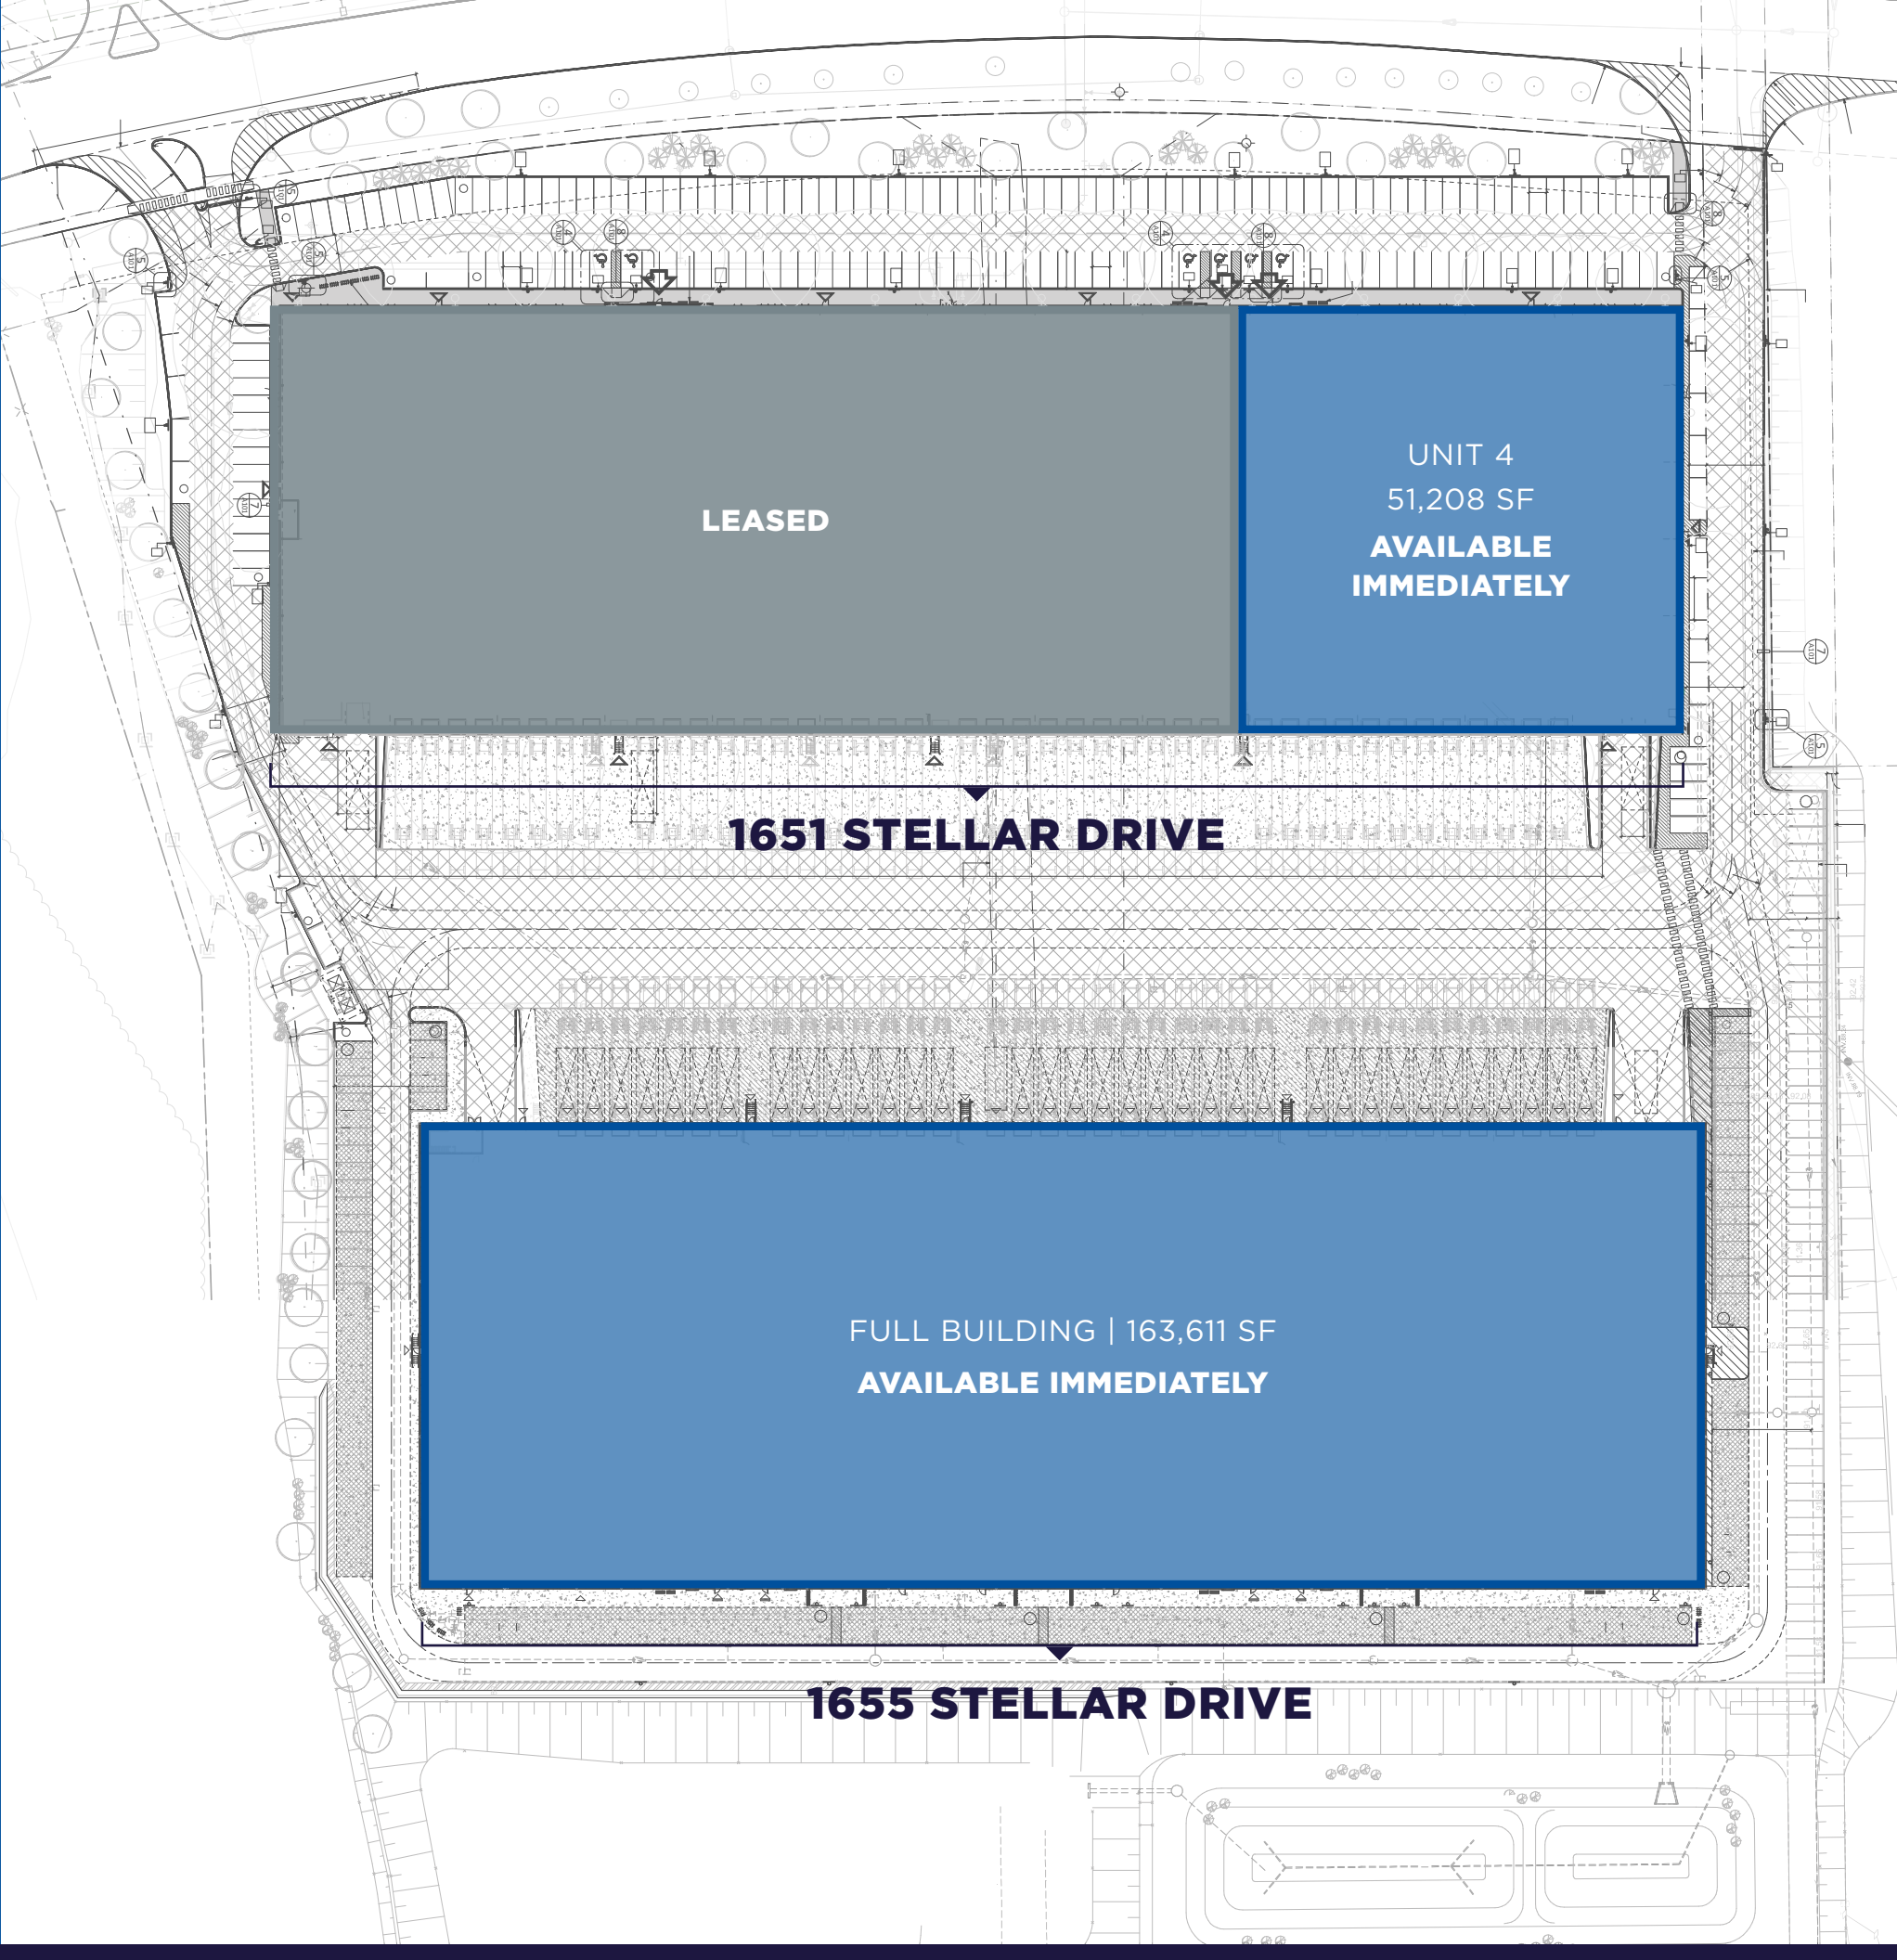 LEASED
UNIT 4
51,208 SF
AVAILABLE
IMMEDIATELY
1651 STELLAR DRIVE
FULL BUILDING | 163,611 SF
AVAILABLE IMMEDIATELY
1655 STELLAR DRIVE